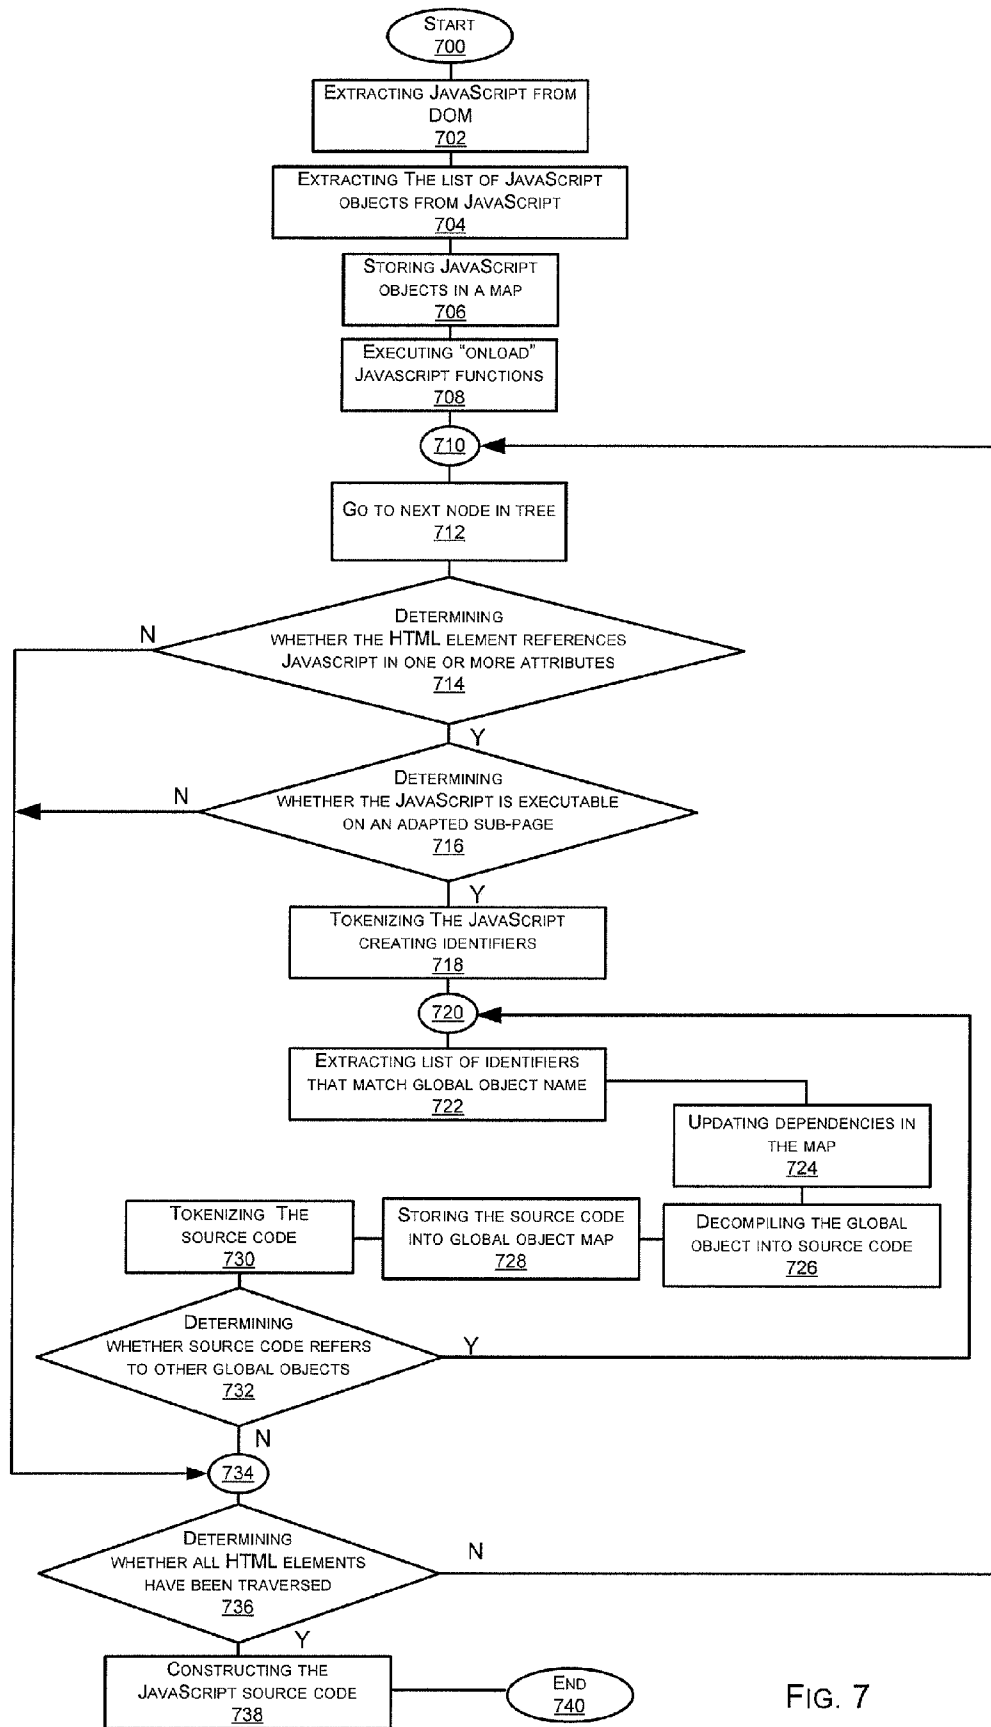 START
700
EXTRACTING JAVASCRIPT FROM
DOM
702
EXTRACTING THE LIST OF JAVASCRIPT
OBJECTS FROM JAVASCRIPT
704
STORING JAVASCRIPT
OBJECTS IN A MAP
706
EXECUTING “ONLOAD”
JAVASCRIPT FUNCTIONS
708
710
GO TO NEXT NODE IN TREE
712
DETERMINING
WHETHER THE HTML ELEMENT REFERENCES
JAVASCRIPT IN ONE OR MORE ATTRIBUTES
714
N
Y
DETERMINING
WHETHER THE JAVASCRIPT IS EXECUTABLE
ON AN ADAPTED SUB-PAGE
716
N
Y
TOKENIZING THE JAVASCRIPT
CREATING IDENTIFIERS
718
720
EXTRACTING LIST OF IDENTIFIERS
THAT MATCH GLOBAL OBJECT NAME
722
UPDATING DEPENDENCIES IN
THE MAP
724
DECOMPILING THE GLOBAL
OBJECT INTO SOURCE CODE
726
STORING THE SOURCE CODE
INTO GLOBAL OBJECT MAP
728
TOKENIZING THE
SOURCE CODE
730
DETERMINING
WHETHER SOURCE CODE REFERS
TO OTHER GLOBAL OBJECTS
732
Y
N
734
DETERMINING
WHETHER ALL HTML ELEMENTS
HAVE BEEN TRAVERSED
736
N
Y
CONSTRUCTING THE
JAVASCRIPT SOURCE CODE
738
END
740
FIG. 7